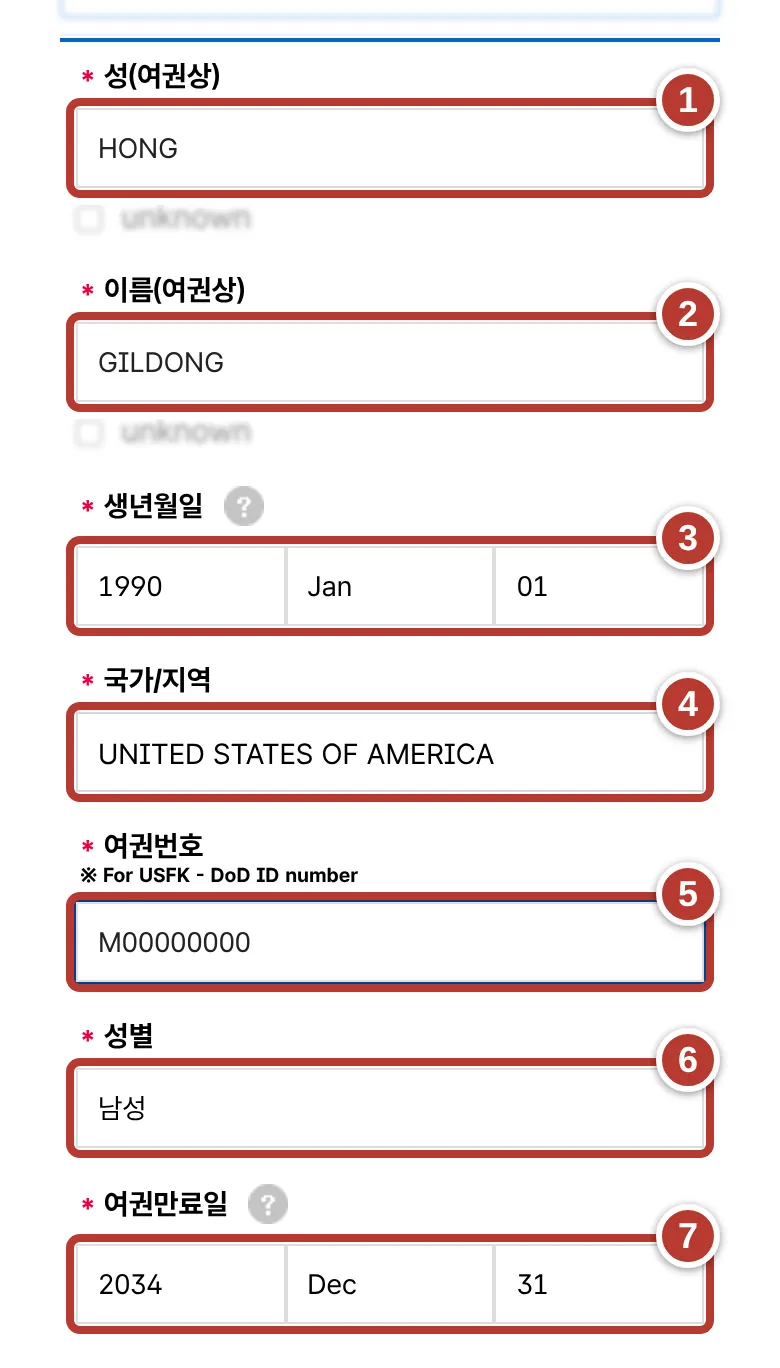 * 성(여권상)
1
HONG
unknown
* 이름(여권상)
2
GILDONG
unknown
* 생년월일 ?
3
1990 Jan 01
* 국가/지역
4
UNITED STATES OF AMERICA
* 여권번호
※ For USFK - DoD ID number
5
M00000000
* 성별
6
남성
* 여권만료일 ?
7
2034 Dec 31